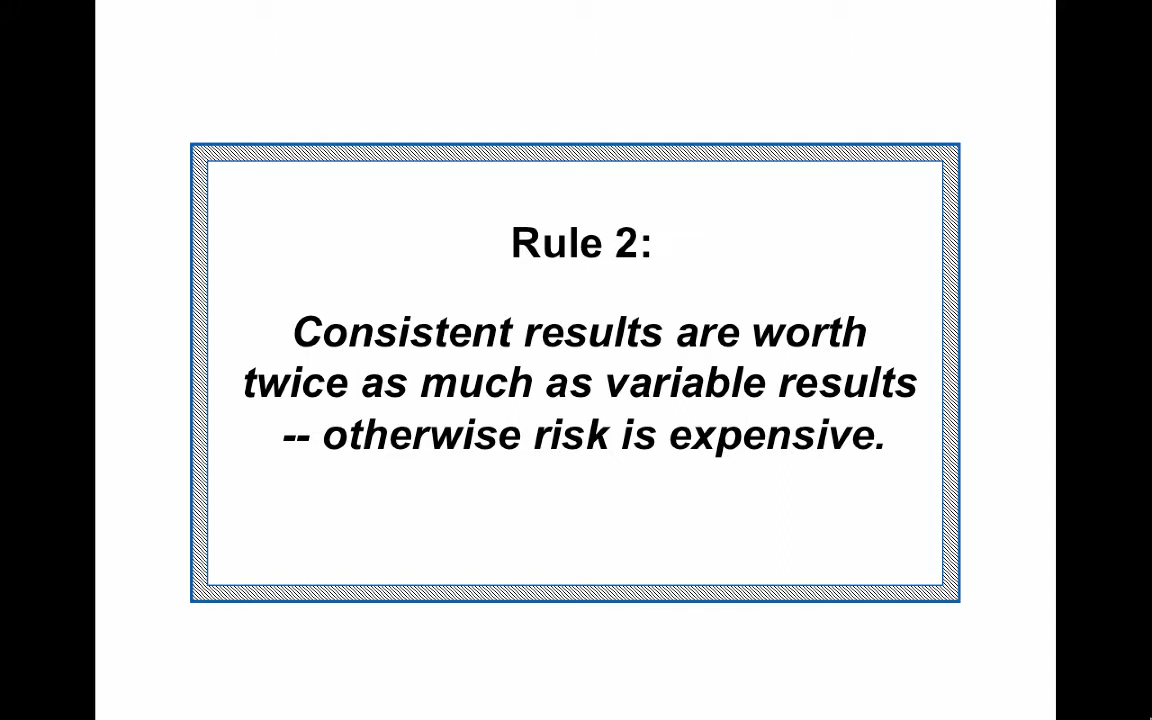 Rule 2:
Consistent results are worth
twice as much as variable results
-- otherwise risk is expensive.